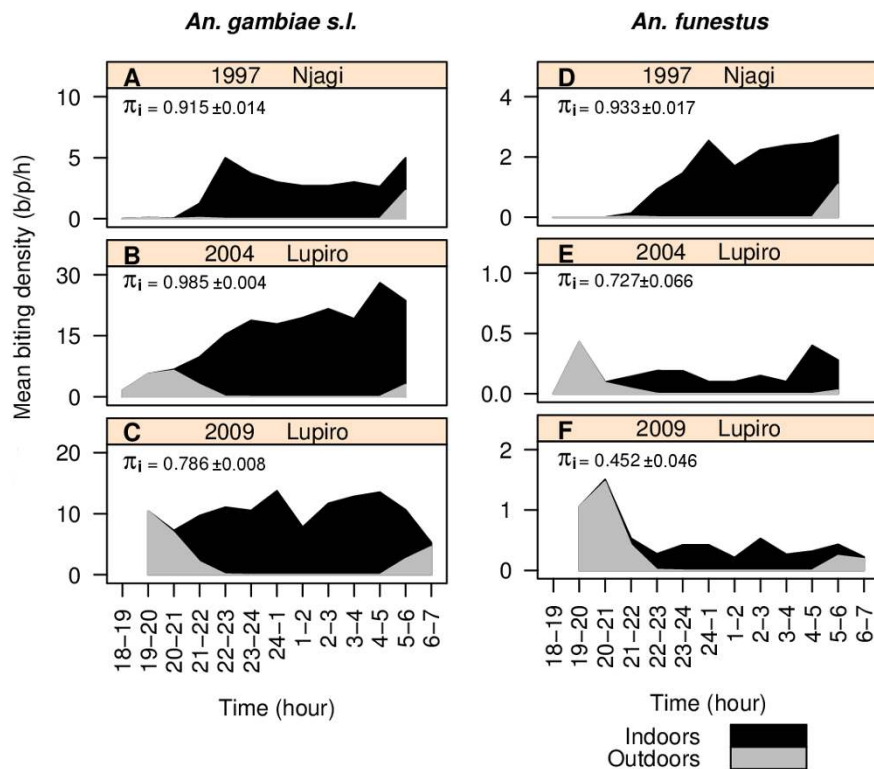 An. gambiae s.l.
An. funestus
A 1997 Njagi
πi = 0.915 ±0.014
10
5
0
B 2004 Lupiro
πi = 0.985 ±0.004
30
15
0
C 2009 Lupiro
πi = 0.786 ±0.008
20
10
0
Mean biting density (b/p/h)
18–19
19–20
20–21
21–22
22–23
23–24
24–1
1–2
2–3
3–4
4–5
5–6
6–7
Time (hour)
D 1997 Njagi
πi = 0.933 ±0.017
4
2
0
E 2004 Lupiro
πi = 0.727 ±0.066
1.0
0.5
0.0
F 2009 Lupiro
πi = 0.452 ±0.046
2
1
0
18–19
19–20
20–21
21–22
22–23
23–24
24–1
1–2
2–3
3–4
4–5
5–6
6–7
Time (hour)
Indoors
Outdoors